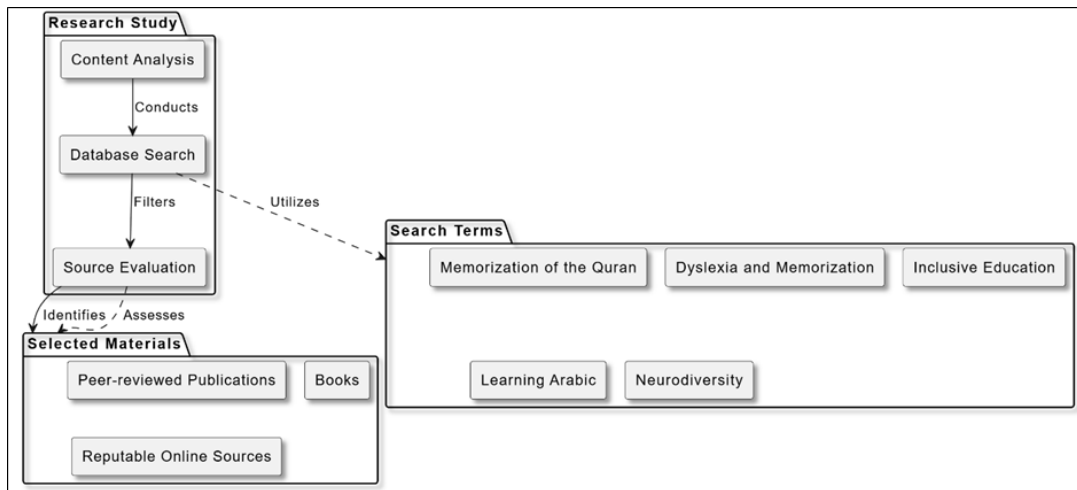 Research Study
Content Analysis
Conducts
Database Search
Filters
Utilizes
Source Evaluation
Identifies
Assesses
Search Terms
Memorization of the Quran
Dyslexia and Memorization
Inclusive Education
Learning Arabic
Neurodiversity
Selected Materials
Peer-reviewed Publications
Books
Reputable Online Sources